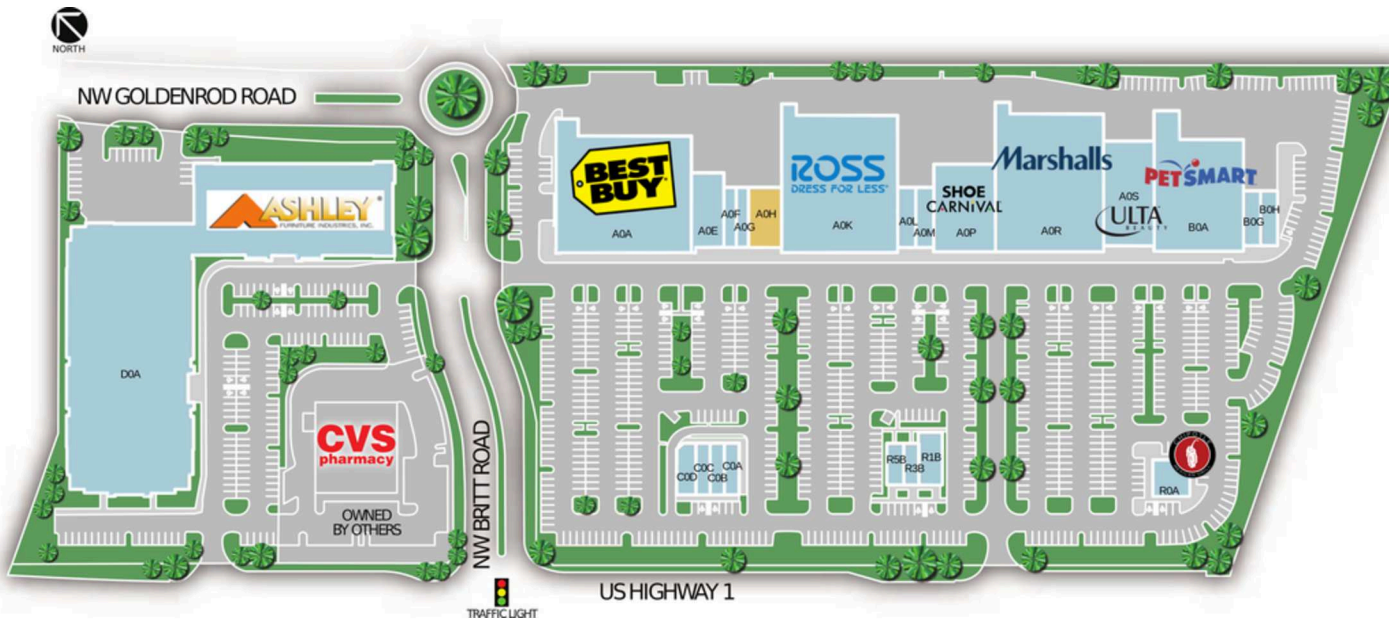 NORTH
NW GOLDENROD ROAD
BEST
BUY
ROSS
DRESS FOR LESS®
Marshalls
PETSMART
SHOE
CARNIVAL
ULTA
BEAUTY
ASHLEY®
FURNITURE INDUSTRIES, INC.
A0A
A0E
A0F
A0G
A0H
A0K
A0L
A0M
A0P
A0R
A0S
B0A
B0G
B0H
D0A
CVS
pharmacy
OWNED
BY OTHERS
NW BRITT ROAD
C0D
C0C
C0B
C0A
R5B
R3B
R1B
CHIPOTLE
R0A
US HIGHWAY 1
TRAFFIC LIGHT